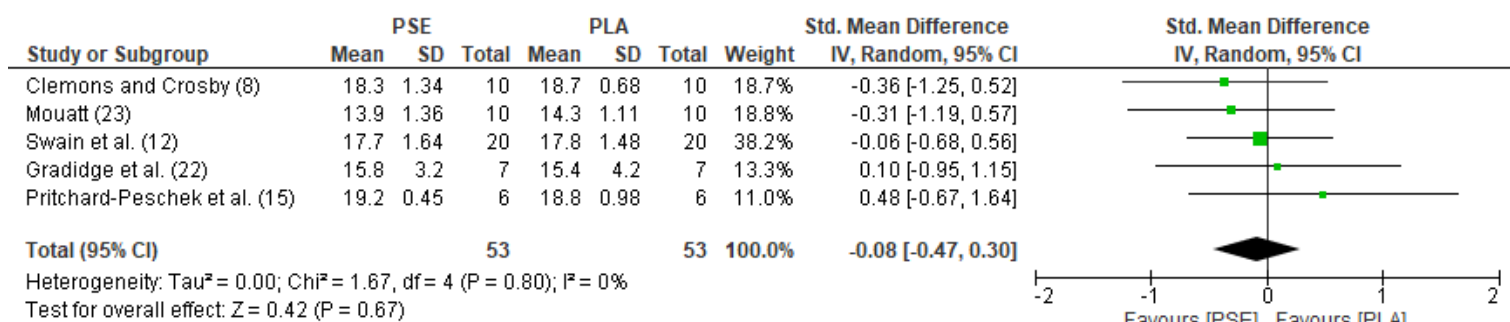 PSE PLA Std. Mean Difference Std. Mean Difference
Study or Subgroup Mean SD Total Mean SD Total Weight IV, Random, 95% CI IV, Random, 95% CI
Clemons and Crosby (8) 18.3 1.34 10 18.7 0.68 10 18.7% -0.36 [-1.25, 0.52]
Mouatt (23) 13.9 1.36 10 14.3 1.11 10 18.8% -0.31 [-1.19, 0.57]
Swain et al. (12) 17.7 1.64 20 17.8 1.48 20 38.2% -0.06 [-0.68, 0.56]
Gradidge et al. (22) 15.8 3.2 7 15.4 4.2 7 13.3% 0.10 [-0.95, 1.15]
Pritchard-Peschek et al. (15) 19.2 0.45 6 18.8 0.98 6 11.0% 0.48 [-0.67, 1.64]
Total (95% CI) 53 53 100.0% -0.08 [-0.47, 0.30]
Heterogeneity: Tau² = 0.00; Chi² = 1.67, df = 4 (P = 0.80); I² = 0%
Test for overall effect: Z = 0.42 (P = 0.67)
-2 -1 0 1 2
Favours [PSE] Favours [PLA]